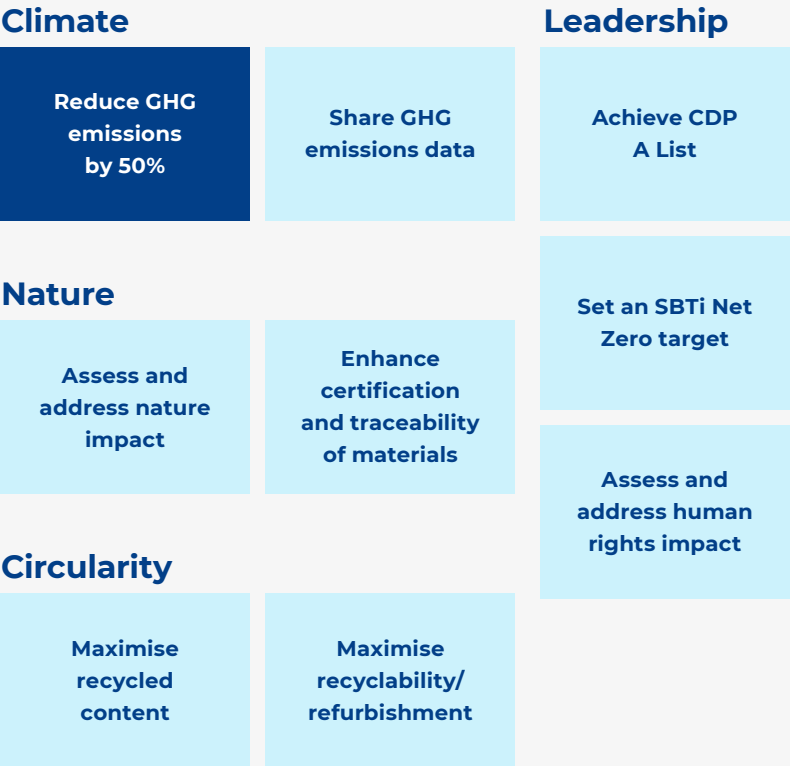 Climate
Reduce GHG
emissions
by 50%
Share GHG
emissions data
Nature
Assess and
address nature
impact
Enhance
certification
and traceability
of materials
Circularity
Maximise
recycled
content
Maximise
recyclability/
refurbishment
Leadership
Achieve CDP
A List
Set an SBTi Net
Zero target
Assess and
address human
rights impact